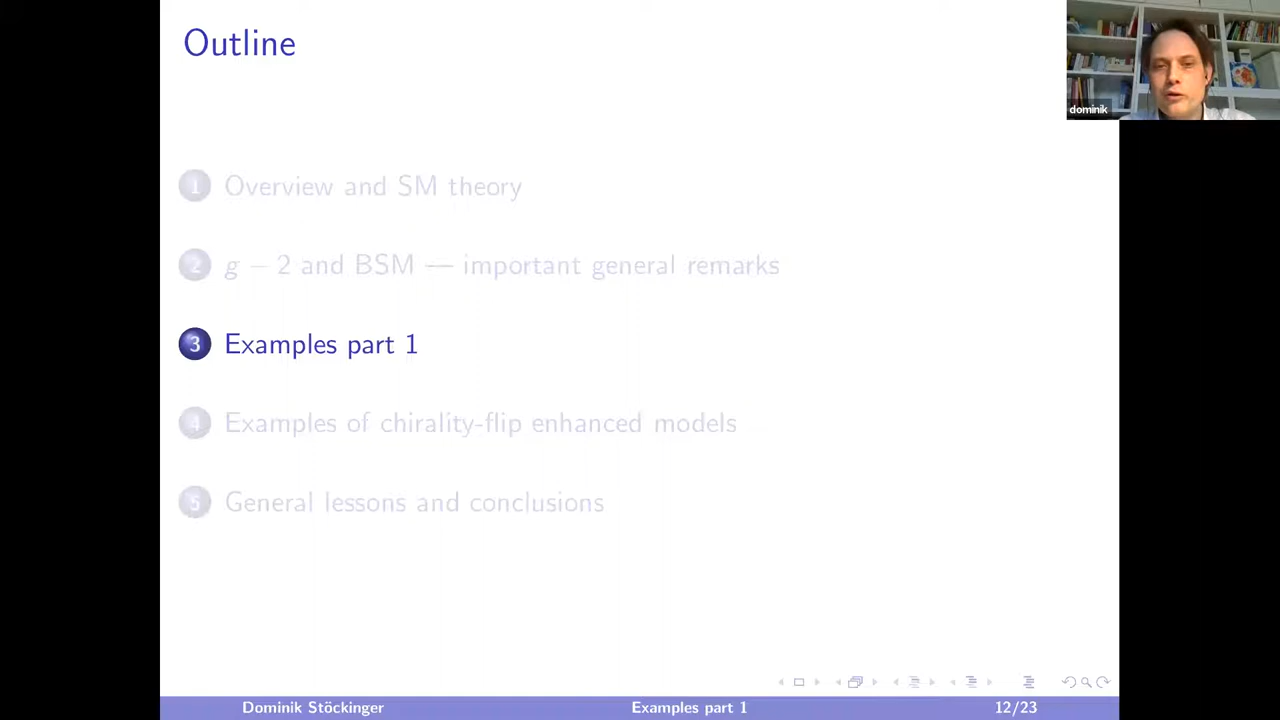 Outline
dominik
1 Overview and SM theory
2 g − 2 and BSM — important general remarks
3 Examples part 1
4 Examples of chirality-flip enhanced models
5 General lessons and conclusions
Dominik Stöckinger Examples part 1 12/23